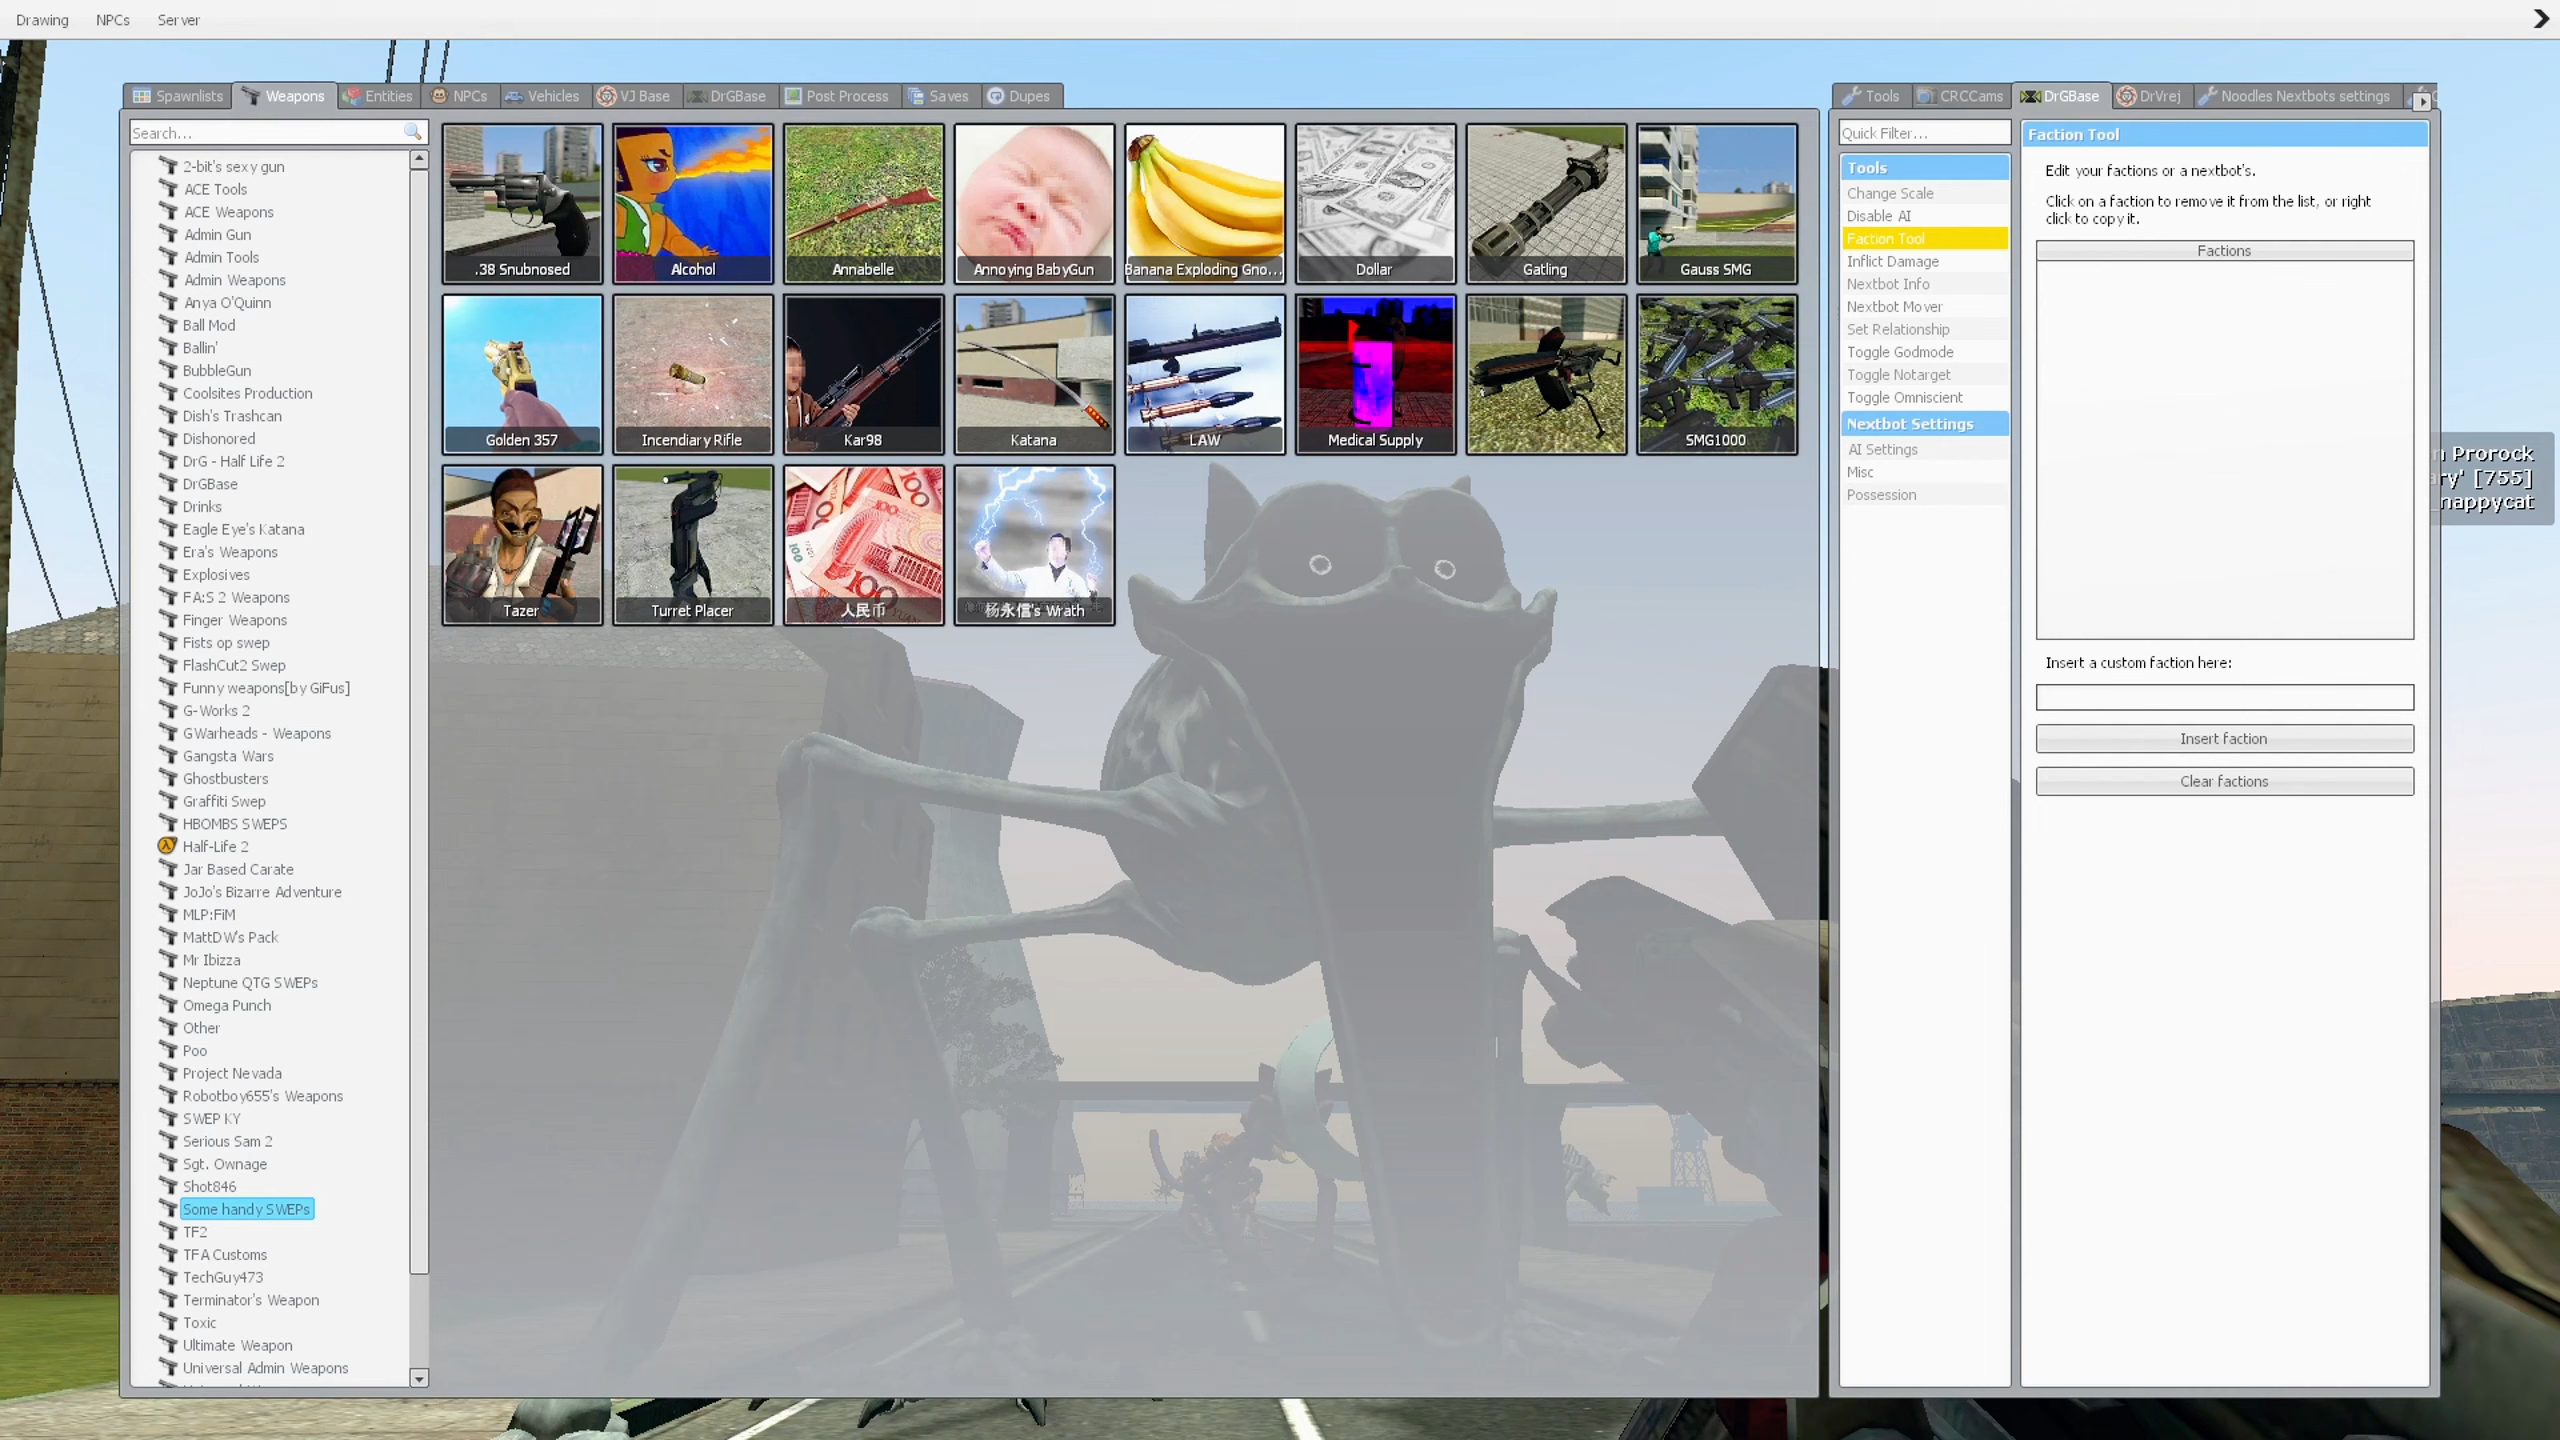 Drawing NPCs Server
Spawnlists Weapons Entities NPCs Vehicles VJ Base DrGBase Post Process Saves Dupes
Search...
2-bit's sexy gun
ACE Tools
ACE Weapons
Admin Gun
Admin Tools
Admin Weapons
Anya O'Quinn
Ball Mod
Ballin'
BubbleGun
Coolsites Production
Dish's Trashcan
Dishonored
DrG - Half Life 2
DrGBase
Drinks
Eagle Eye's Katana
Era's Weapons
Explosives
FA:S 2 Weapons
Finger Weapons
Fists op swep
FlashCut2 Swep
Funny weapons[by GiFus]
G-Works 2
GWarheads - Weapons
Gangsta Wars
Ghostbusters
Graffiti Swep
HBOMBS SWEPS
Half-Life 2
Jar Based Carate
JoJo's Bizarre Adventure
MLP:FiM
MattDW's Pack
Mr Ibizza
Neptune QTG SWEPs
Omega Punch
Other
Poo
Project Nevada
Robotboy655's Weapons
SWEP KY
Serious Sam 2
Sgt. Ownage
Shot846
Some handy SWEPs
TF2
TFA Customs
TechGuy473
Terminator's Weapon
Toxic
Ultimate Weapon
Universal Admin Weapons
.38 Snubnosed Alcohol Annabelle Annoying BabyGun Banana Exploding Gno... Dollar Gatling Gauss SMG
Golden 357 Incendiary Rifle Kar98 Katana LAW Medical Supply SMG1000
Tazer Turret Placer 人民币 杨永信's Wrath
Tools CRCCams DrGBase DrVrej Noodles Nextbots settings
Quick Filter...
Tools
Change Scale
Disable AI
Faction Tool
Inflict Damage
Nextbot Info
Nextbot Mover
Set Relationship
Toggle Godmode
Toggle Notarget
Toggle Omniscient
Nextbot Settings
AI Settings
Misc
Possession
Faction Tool
Edit your factions or a nextbot's.
Click on a faction to remove it from the list, or right
click to copy it.
Factions
Insert a custom faction here:
Insert faction
Clear factions
Prorock
[755]